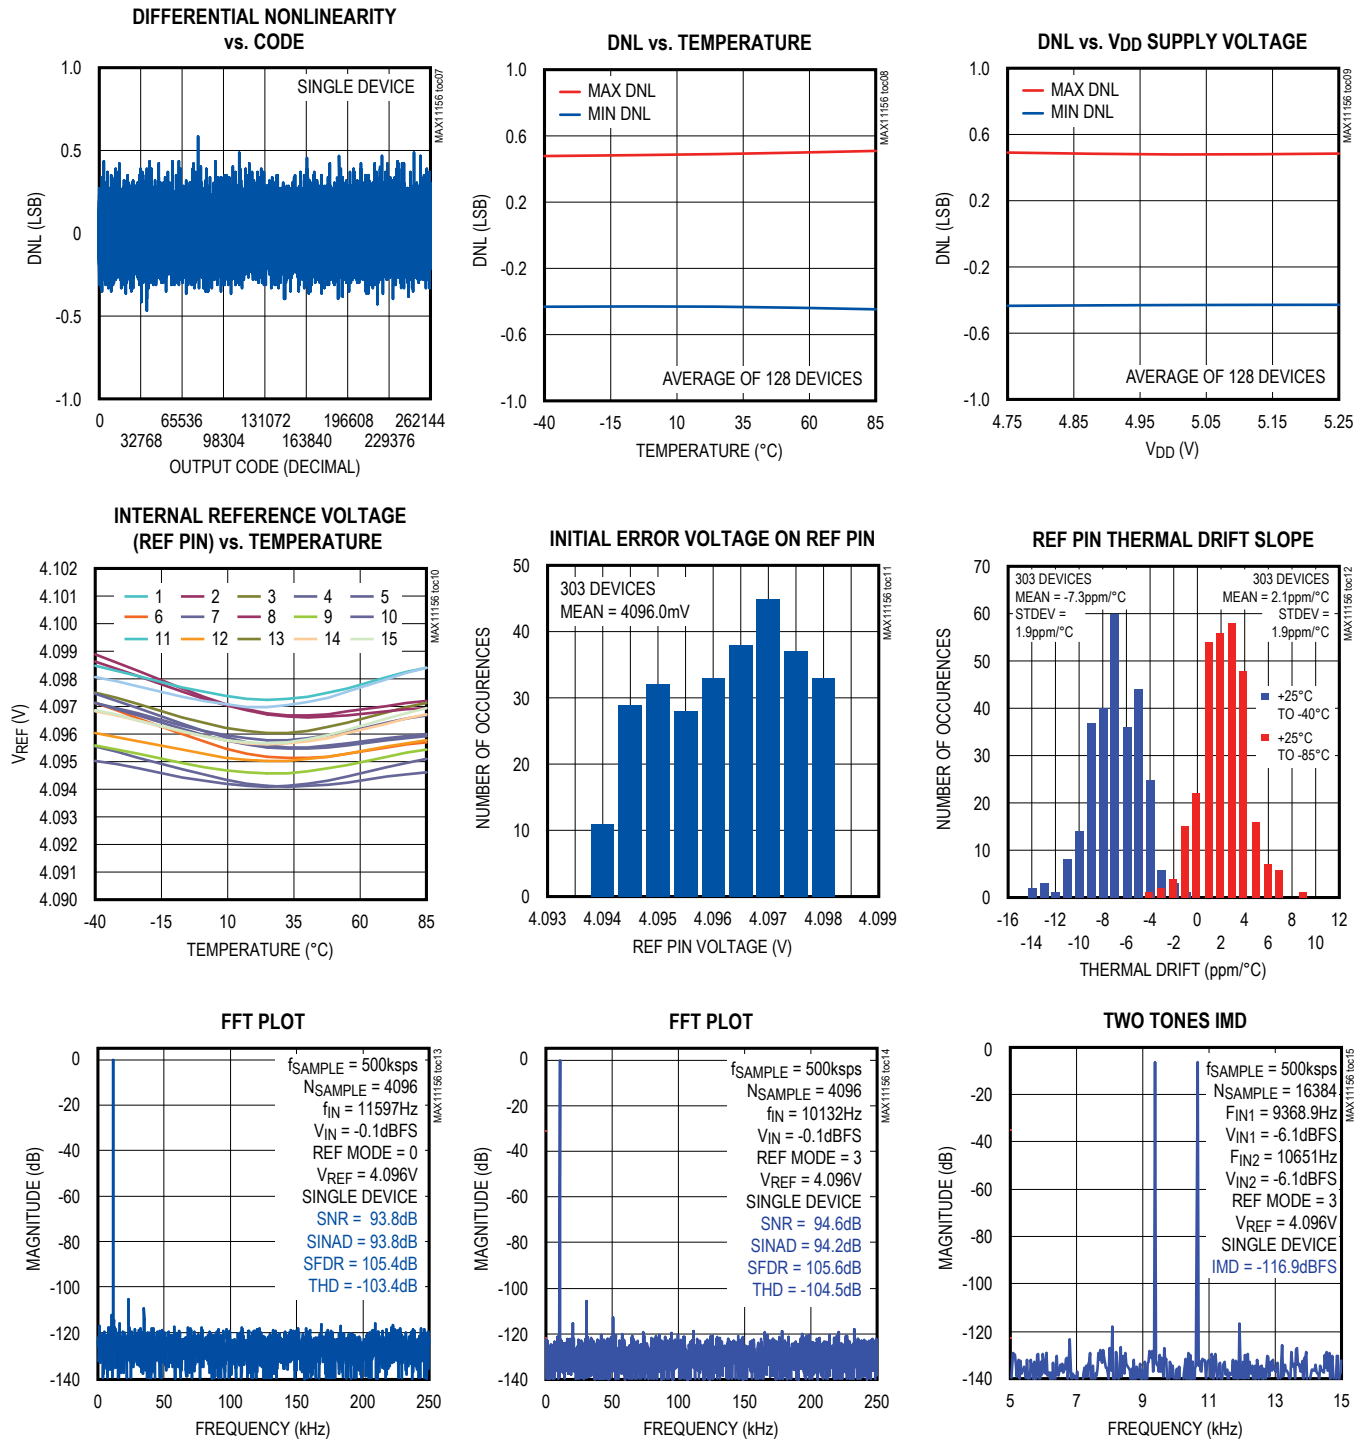 DIFFERENTIAL NONLINEARITY
vs. CODE
1.0
0.5
0
-0.5
-1.0
DNL (LSB)
SINGLE DEVICE
MAX11156 toc07
0 65536 131072 196608 262144
32768 98304 163840 229376
OUTPUT CODE (DECIMAL)
DNL vs. TEMPERATURE
1.0
0.6
0.2
-0.2
-0.6
-1.0
DNL (LSB)
MAX DNL
MIN DNL
AVERAGE OF 128 DEVICES
MAX11156 toc08
-40 -15 10 35 60 85
TEMPERATURE (°C)
DNL vs. VDD SUPPLY VOLTAGE
1.0
0.6
0.2
-0.2
-0.6
-1.0
DNL (LSB)
MAX DNL
MIN DNL
AVERAGE OF 128 DEVICES
MAX11156 toc09
4.75 4.85 4.95 5.05 5.15 5.25
VDD (V)
INTERNAL REFERENCE VOLTAGE
(REF PIN) vs. TEMPERATURE
4.102
4.101
4.100
4.099
4.098
4.097
4.096
4.095
4.094
4.093
4.092
4.091
4.090
VREF (V)
1 2 3 4 5
6 7 8 9 10
11 12 13 14 15
MAX11156 toc10
-40 -15 10 35 60 85
TEMPERATURE (°C)
INITIAL ERROR VOLTAGE ON REF PIN
50
40
30
20
10
0
NUMBER OF OCCURENCES
303 DEVICES
MEAN = 4096.0mV
MAX11156 toc11
4.093 4.094 4.095 4.096 4.097 4.098 4.099
REF PIN VOLTAGE (V)
REF PIN THERMAL DRIFT SLOPE
70
60
50
40
30
20
10
0
NUMBER OF OCCURENCES
303 DEVICES
MEAN = -7.3ppm/°C
STDEV =
1.9ppm/°C
303 DEVICES
MEAN = 2.1ppm/°C
STDEV =
1.9ppm/°C
+25°C
TO -40°C
+25°C
TO -85°C
MAX11156 toc12
-16 -12 -8 -4 0 4 8 12
-14 -10 -6 -2 2 6 10
THERMAL DRIFT (ppm/°C)
FFT PLOT
0
-20
-40
-60
-80
-100
-120
-140
MAGNITUDE (dB)
fSAMPLE = 500ksps
NSAMPLE = 4096
fIN = 11597Hz
VIN = -0.1dBFS
REF MODE = 0
VREF = 4.096V
SINGLE DEVICE
SNR = 93.8dB
SINAD = 93.8dB
SFDR = 105.4dB
THD = -103.4dB
MAX11156 toc13
0 50 100 150 200 250
FREQUENCY (kHz)
FFT PLOT
0
-20
-40
-60
-80
-100
-120
-140
MAGNITUDE (dB)
fSAMPLE = 500ksps
NSAMPLE = 4096
fIN = 10132Hz
VIN = -0.1dBFS
REF MODE = 3
VREF = 4.096V
SINGLE DEVICE
SNR = 94.6dB
SINAD = 94.2dB
SFDR = 105.6dB
THD = -104.5dB
MAX11156 toc14
0 50 100 150 200 250
FREQUENCY (kHz)
TWO TONES IMD
0
-20
-40
-60
-80
-100
-120
-140
MAGNITUDE (dB)
fSAMPLE = 500ksps
NSAMPLE = 16384
FIN1 = 9368.9Hz
VIN1 = -6.1dBFS
FIN2 = 10651Hz
VIN2 = -6.1dBFS
REF MODE = 3
VREF = 4.096V
SINGLE DEVICE
IMD = -116.9dBFS
MAX11156 toc15
5 7 9 11 13 15
FREQUENCY (kHz)